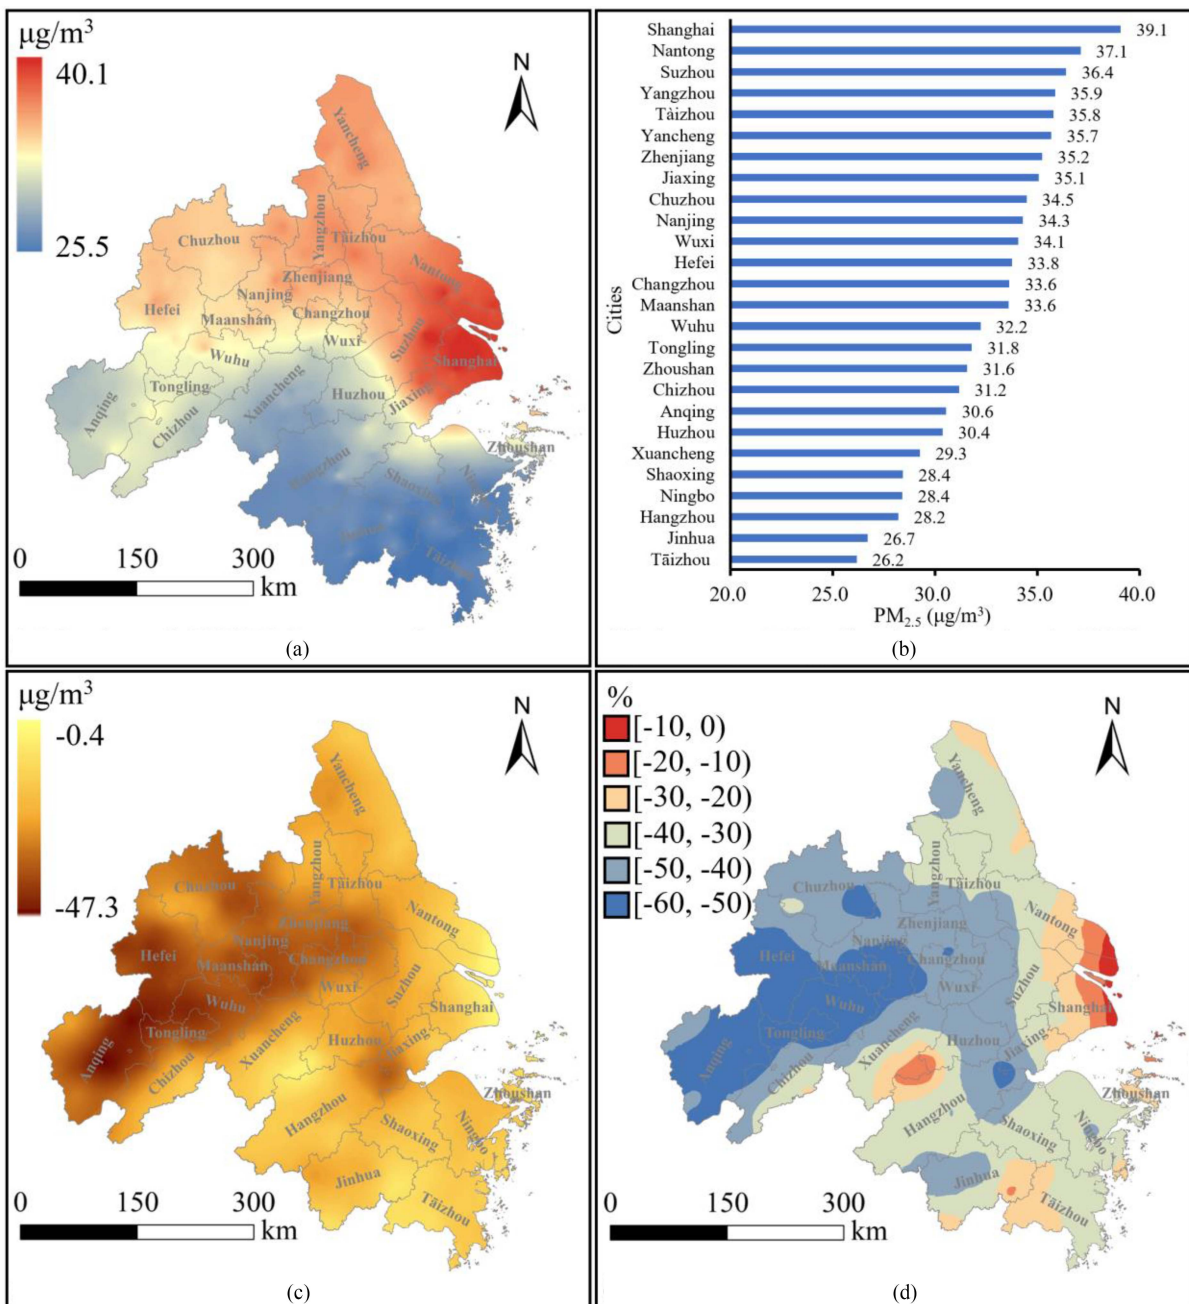 μg/m³
40.1
25.5
N
Yancheng
Chuzhou
Yangzhou
Tàizhou
Nantong
Zhenjiang
Nanjing
Hefei
Maanshan
Changzhou
Wuxi
Suzhou
Shanghai
Wuhu
Tongling
Anqing
Chizhou
Xuancheng
Huzhou
Jiaxing
Zhoushan
Hangzhou
Shaoxing
Ningbo
Jinhua
Tāizhou
0 150 300
km
(a)
Cities
Shanghai 39.1
Nantong 37.1
Suzhou 36.4
Yangzhou 35.9
Tàizhou 35.8
Yancheng 35.7
Zhenjiang 35.2
Jiaxing 35.1
Chuzhou 34.5
Nanjing 34.3
Wuxi 34.1
Hefei 33.8
Changzhou 33.6
Maanshan 33.6
Wuhu 32.2
Tongling 31.8
Zhoushan 31.6
Chizhou 31.2
Anqing 30.6
Huzhou 30.4
Xuancheng 29.3
Shaoxing 28.4
Ningbo 28.4
Hangzhou 28.2
Jinhua 26.7
Tāizhou 26.2
20.0 25.0 30.0 35.0 40.0
PM2.5 (μg/m³)
(b)
μg/m³
-0.4
-47.3
N
Yancheng
Chuzhou
Yangzhou
Tàizhou
Nantong
Zhenjiang
Nanjing
Hefei
Maanshan
Changzhou
Wuxi
Suzhou
Shanghai
Wuhu
Tongling
Anqing
Chizhou
Xuancheng
Huzhou
Jiaxing
Zhoushan
Hangzhou
Shaoxing
Ningbo
Jinhua
Tāizhou
0 150 300
km
(c)
%
[-10, 0)
[-20, -10)
[-30, -20)
[-40, -30)
[-50, -40)
[-60, -50)
N
Yancheng
Chuzhou
Yangzhou
Tàizhou
Nantong
Zhenjiang
Nanjing
Hefei
Maanshan
Changzhou
Wuxi
Suzhou
Shanghai
Wuhu
Tongling
Anqing
Chizhou
Xuancheng
Huzhou
Jiaxing
Zhoushan
Hangzhou
Shaoxing
Ningbo
Jinhua
Tāizhou
0 150 300
km
(d)